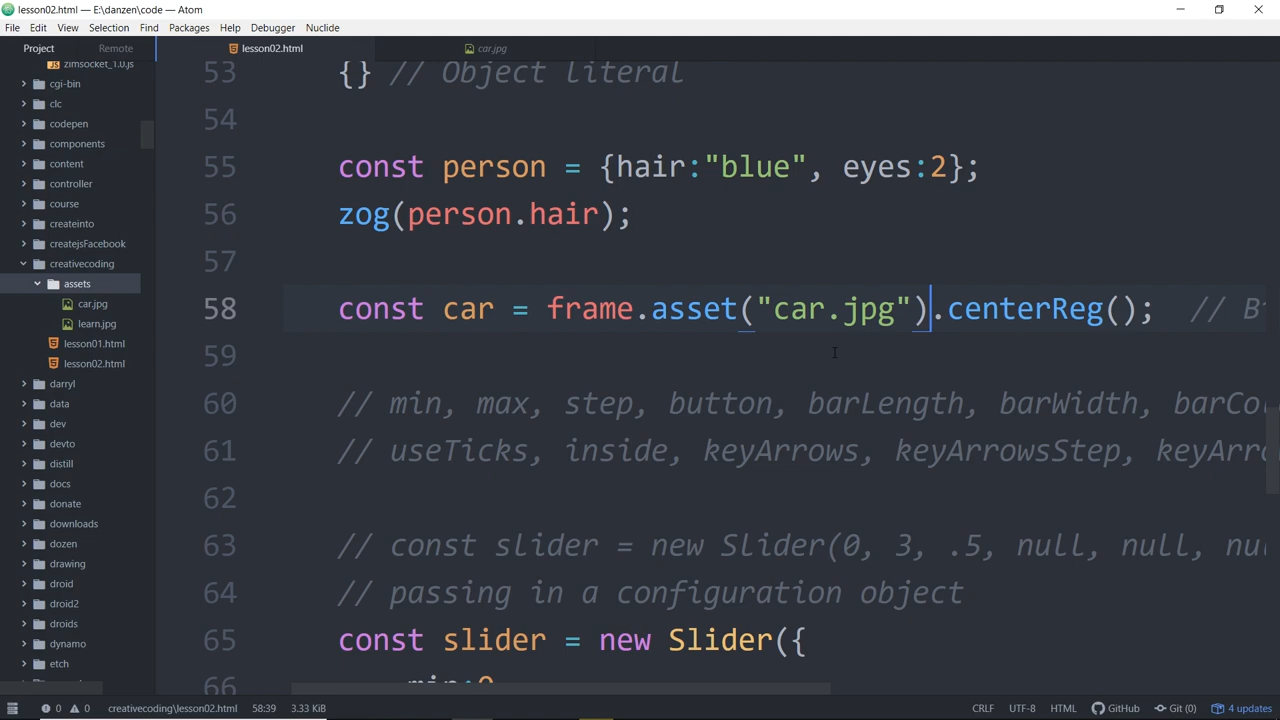 lesson02.html — E:\danzen\code — Atom
File Edit View Selection Find Packages Help Debugger Nuclide
Project Remote
lesson02.html
car.jpg
zimsocket_1.0.js
cgi-bin
clc
codepen
components
content
controller
course
createinto
createjsFacebook
creativecoding
assets
car.jpg
learn.jpg
lesson01.html
lesson02.html
darryl
data
dev
devto
distill
docs
donate
downloads
dozen
drawing
droid
droid2
droids
dynamo
etch
53 {} // Object literal
54
55 const person = {hair:"blue", eyes:2};
56 zog(person.hair);
57
58 const car = frame.asset("car.jpg").centerReg(); //
59
60 // min, max, step, button, barLength, barWidth,
61 // useTicks, inside, keyArrows, keyArrowsStep,
62
63 // const slider = new Slider(0, 3, .5, null, null,
64 // passing in a configuration object
65 const slider = new Slider({
66 min:0
0 0 creativecoding\lesson02.html 58:39 3.33 KiB CRLF UTF-8 HTML GitHub Git (0) 4 updates